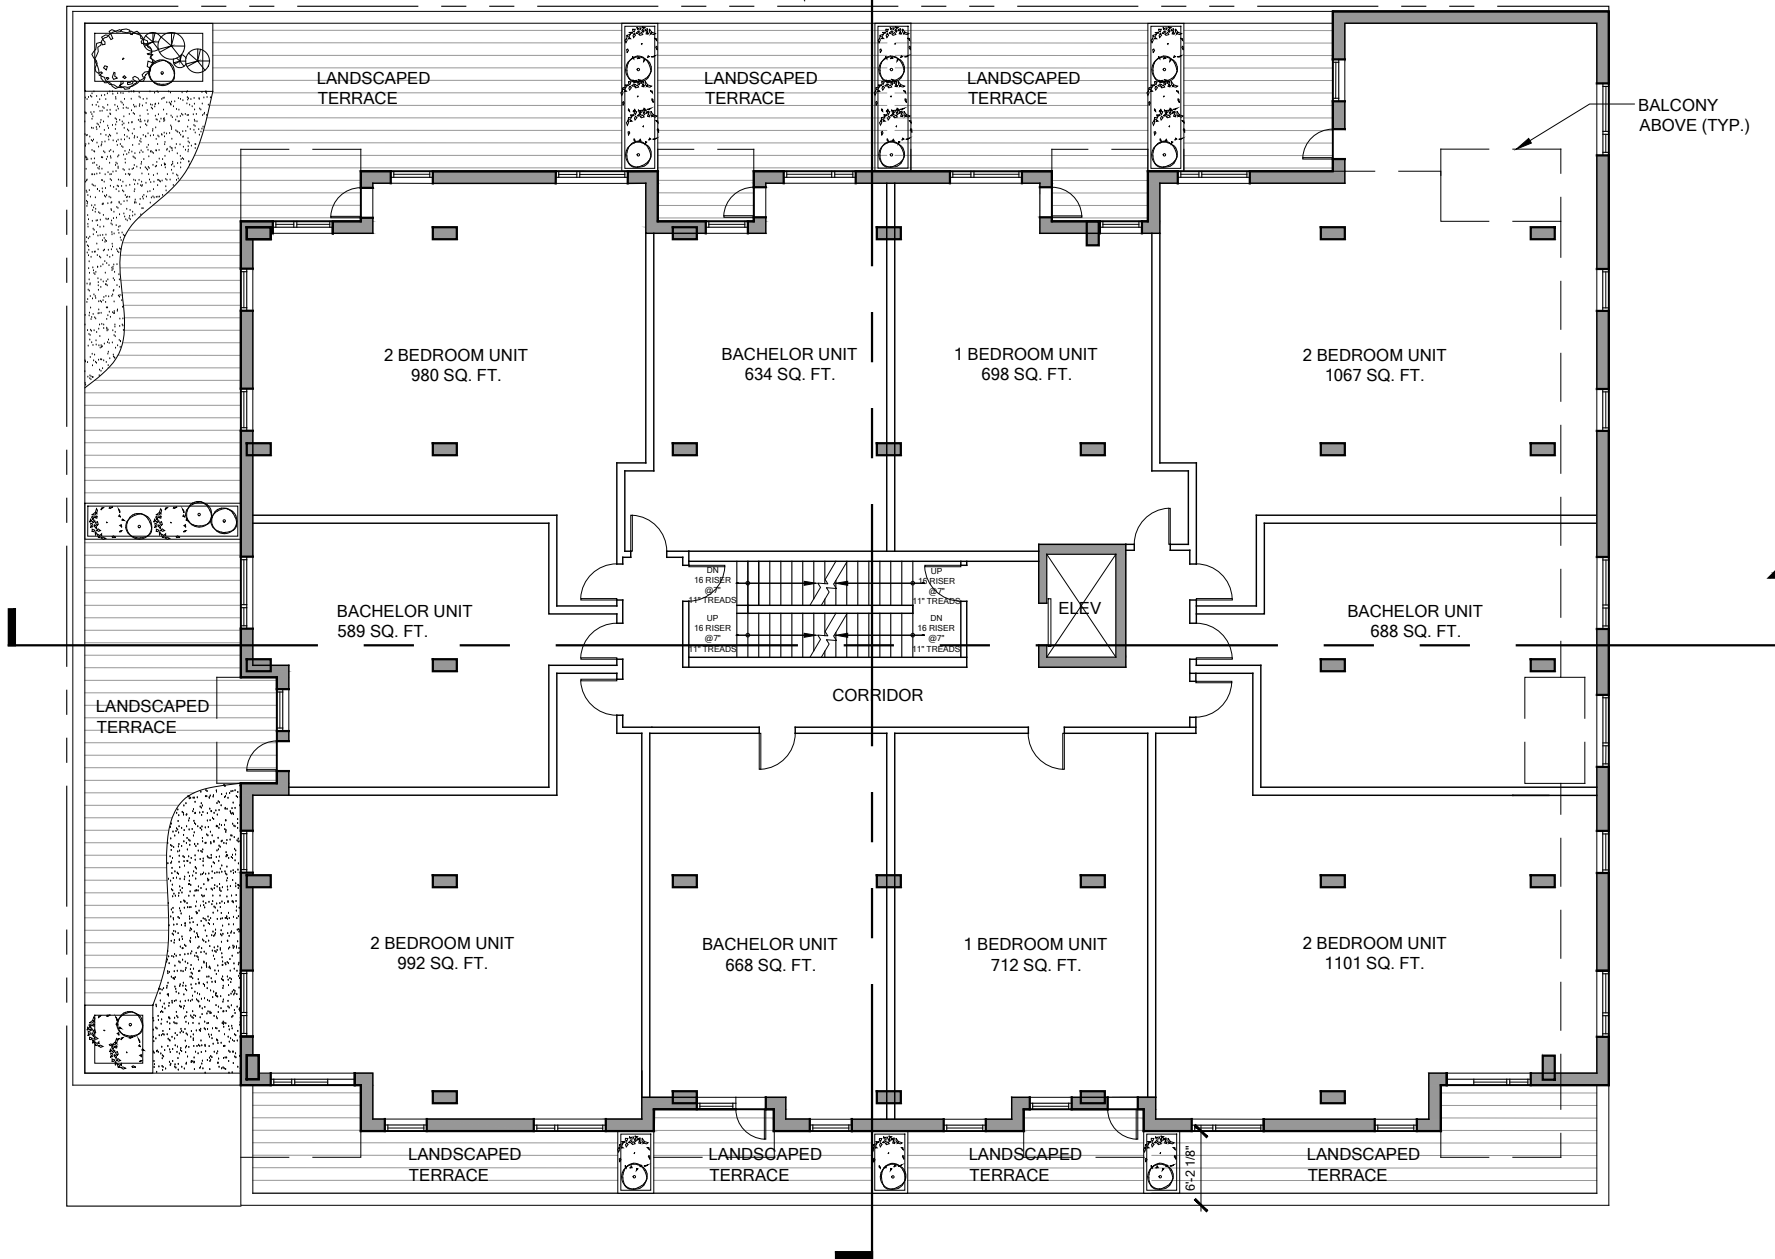 LANDSCAPED
TERRACE
LANDSCAPED
TERRACE
LANDSCAPED
TERRACE
BALCONY
ABOVE (TYP.)
2 BEDROOM UNIT
980 SQ. FT.
BACHELOR UNIT
634 SQ. FT.
1 BEDROOM UNIT
698 SQ. FT.
2 BEDROOM UNIT
1067 SQ. FT.
DN
16 RISER
@7"
11" TREADS
UP
16 RISER
@7"
11" TREADS
UP
16 RISER
@7"
11" TREADS
DN
16 RISER
@7"
11" TREADS
ELEV
BACHELOR UNIT
589 SQ. FT.
BACHELOR UNIT
688 SQ. FT.
CORRIDOR
LANDSCAPED
TERRACE
2 BEDROOM UNIT
992 SQ. FT.
BACHELOR UNIT
668 SQ. FT.
1 BEDROOM UNIT
712 SQ. FT.
2 BEDROOM UNIT
1101 SQ. FT.
LANDSCAPED
TERRACE
LANDSCAPED
TERRACE
LANDSCAPED
TERRACE
6'-2 1/8"
LANDSCAPED
TERRACE